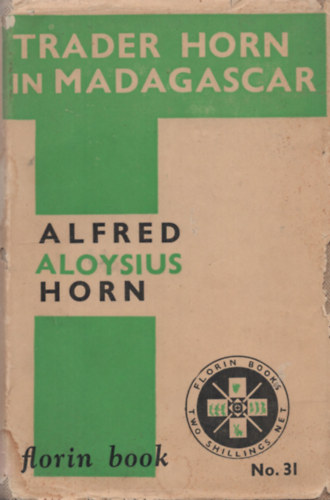 TRADER HORN
IN MADAGASCAR
ALFRED
ALOYSIUS
HORN
FLORIN BOOKS
TWO SHILLINGS NET
florin book
No. 31